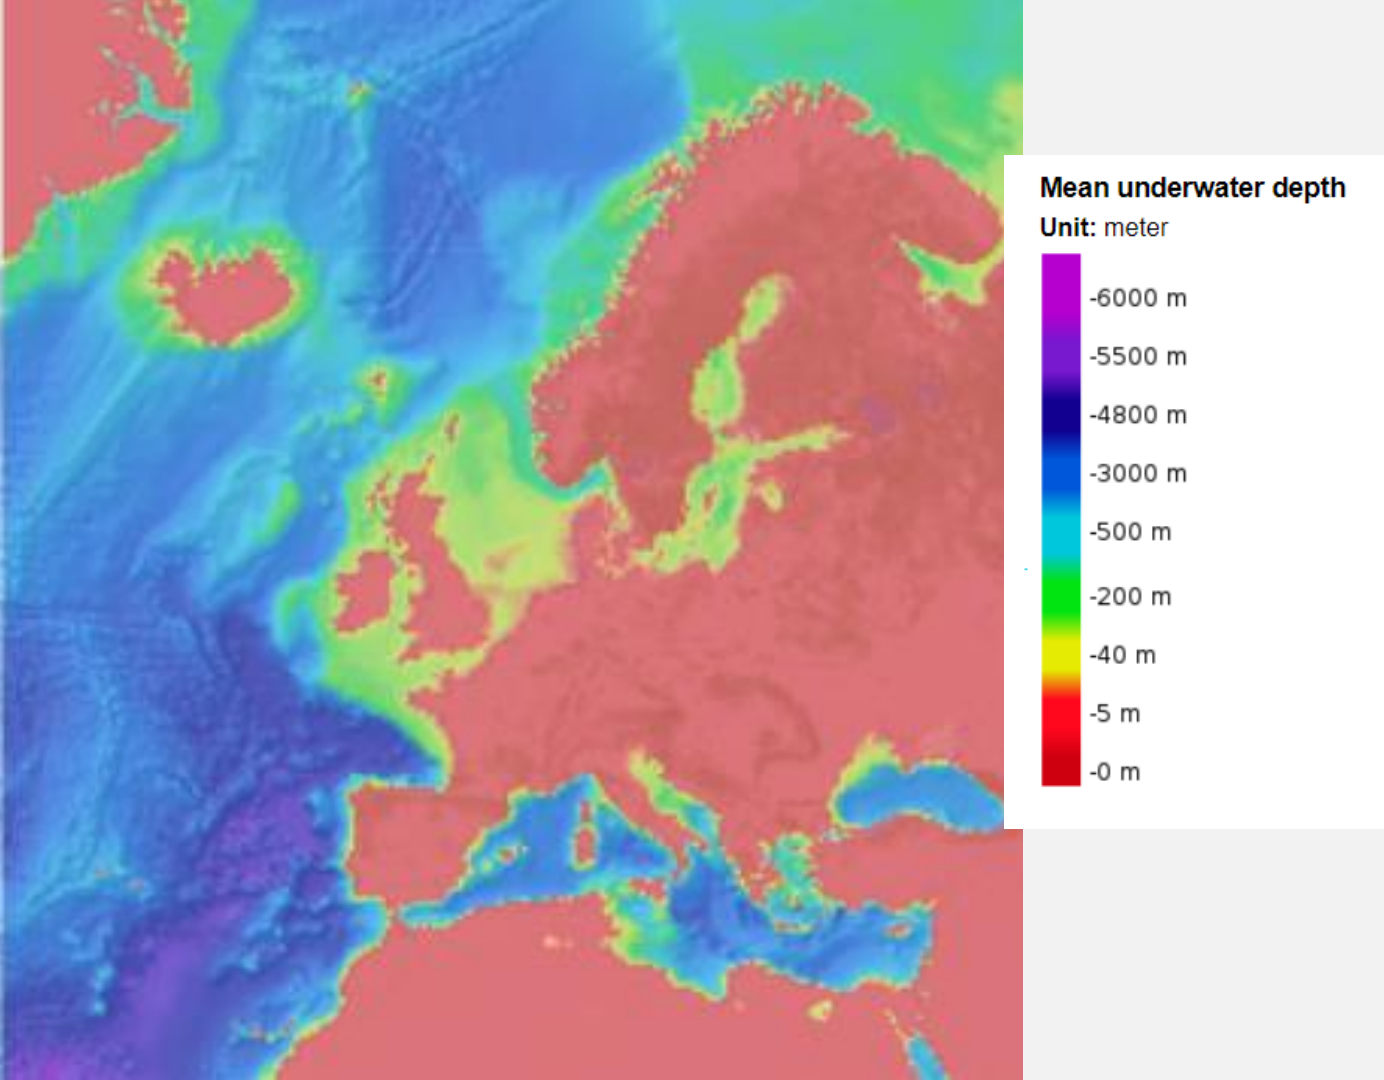 Mean underwater depth
Unit: meter
-6000 m
-5500 m
-4800 m
-3000 m
-500 m
-200 m
-40 m
-5 m
-0 m